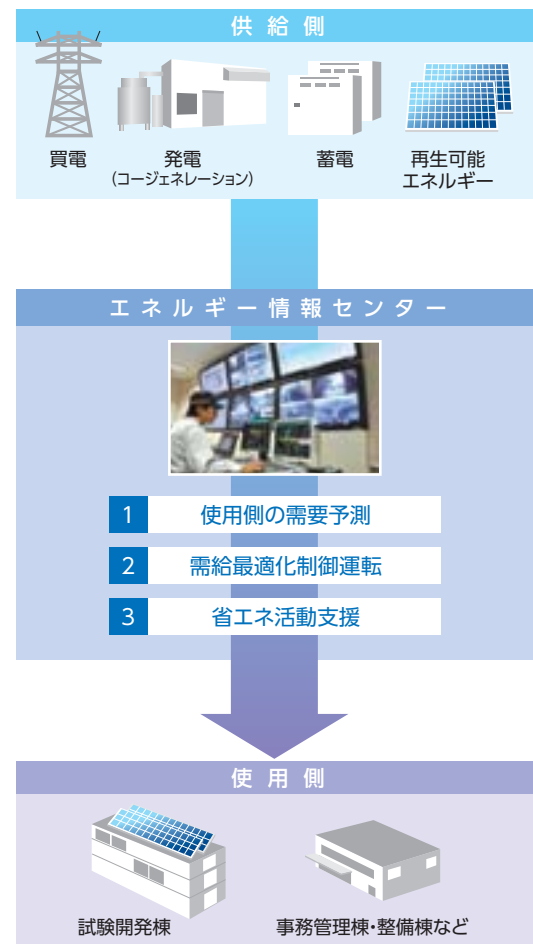 供給側
買電
発電
(コージェネレーション)
蓄電
再生可能
エネルギー
エネルギー情報センター
1 使用側の需要予測
2 需給最適化制御運転
3 省エネ活動支援
使用側
試験開発棟
事務管理棟・整備棟など